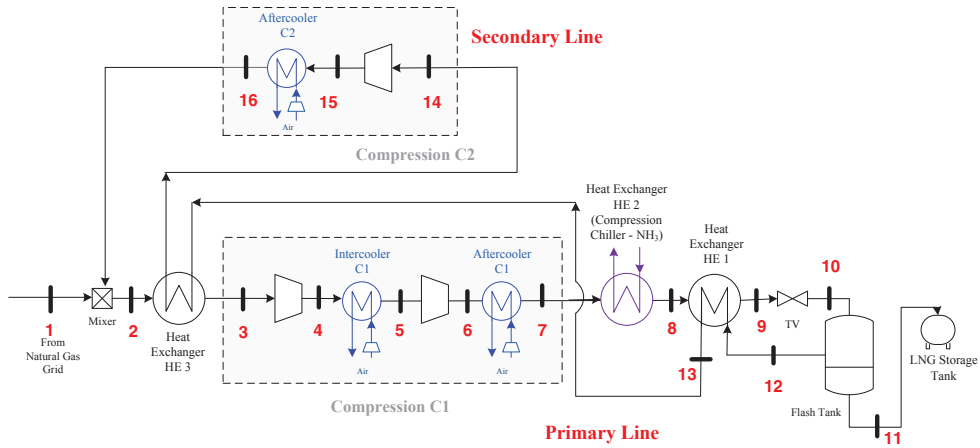 Aftercooler
C2
Secondary Line
16
15
14
Air
Compression C2
Heat Exchanger
HE 2
(Compression
Chiller - NH3)
Heat
Exchanger
HE 1
Intercooler
C1
Aftercooler
C1
10
1
Mixer
2
3
4
5
6
7
8
9
TV
From
Natural Gas
Grid
Heat
Exchanger
HE 3
Air
Air
13
12
LNG Storage
Tank
Flash Tank
Compression C1
Primary Line
11